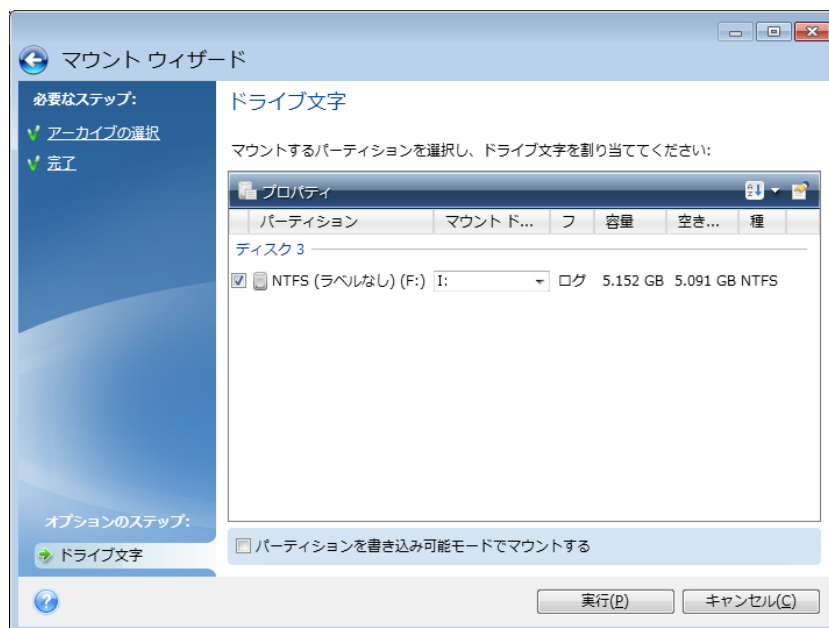 マウント ウィザード
必要なステップ:
アーカイブの選択
完了
オプションのステップ:
ドライブ文字
ドライブ文字
マウントするパーティションを選択し、ドライブ文字を割り当ててください:
プロパティ
パーティション マウント ド... フ 容量 空き... 種
ディスク 3
NTFS (ラベルなし) (F:) I: ログ 5.152 GB 5.091 GB NTFS
パーティションを書き込み可能モードでマウントする
実行(P) キャンセル(C)